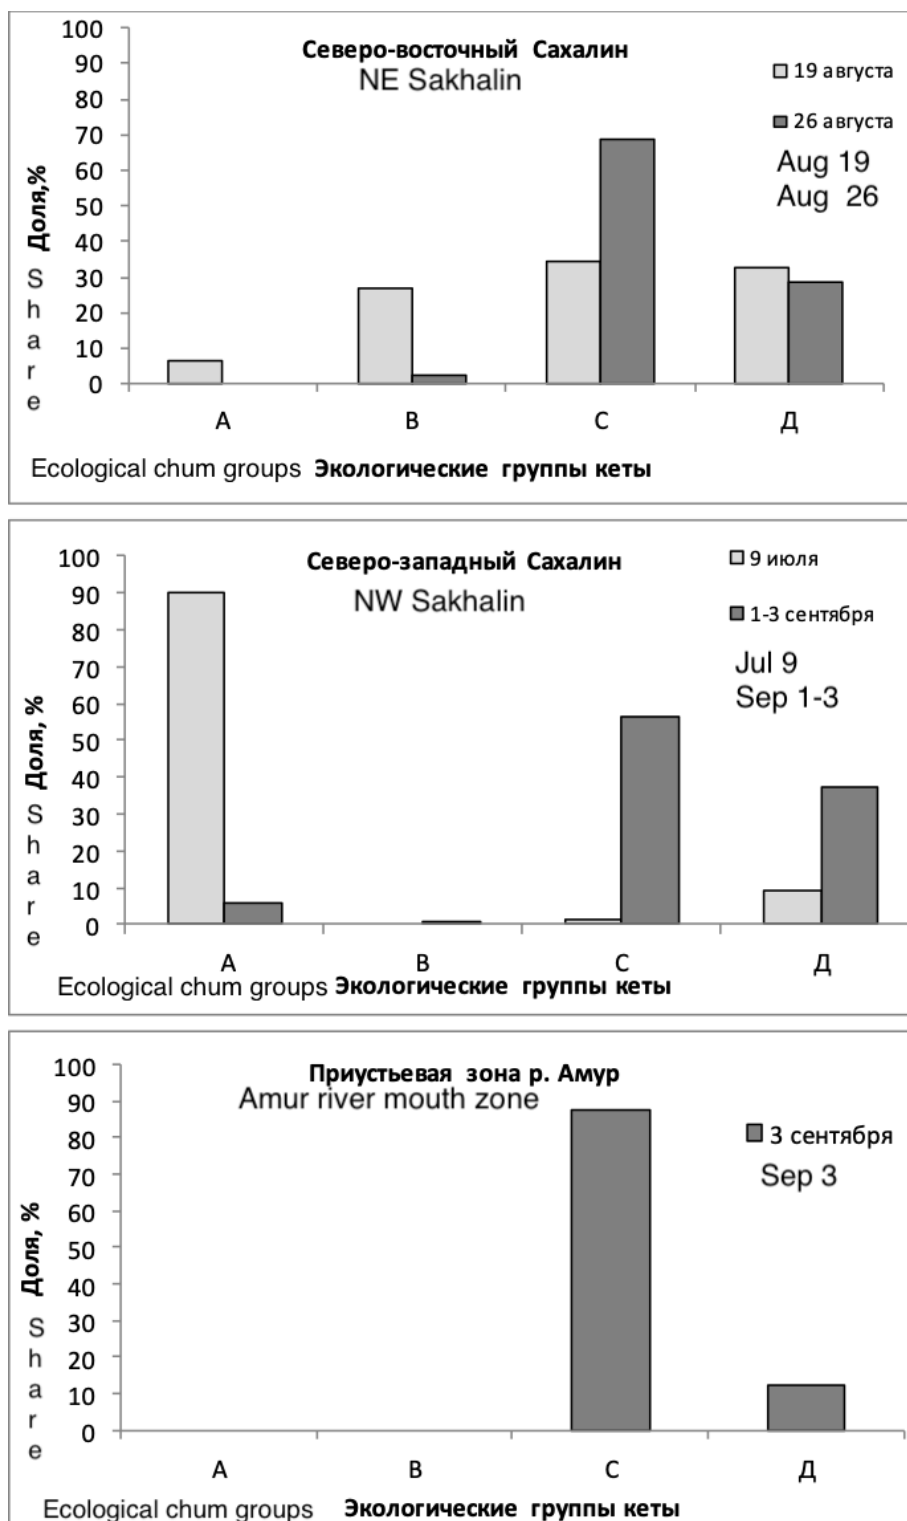 Северо-восточный Сахалин
NE Sakhalin
19 августа
26 августа
Aug 19
Aug 26
100
90
80
70
60
50
40
30
20
10
0
Доля,%
Share
А В С Д
Ecological chum groups Экологические группы кеты
Северо-западный Сахалин
NW Sakhalin
9 июля
1-3 сентября
Jul 9
Sep 1-3
100
90
80
70
60
50
40
30
20
10
0
Доля, %
Share
А В С Д
Ecological chum groups Экологические группы кеты
Приустьевая зона р. Амур
Amur river mouth zone
3 сентября
Sep 3
100
90
80
70
60
50
40
30
20
10
0
Доля, %
Share
А В С Д
Ecological chum groups Экологические группы кеты